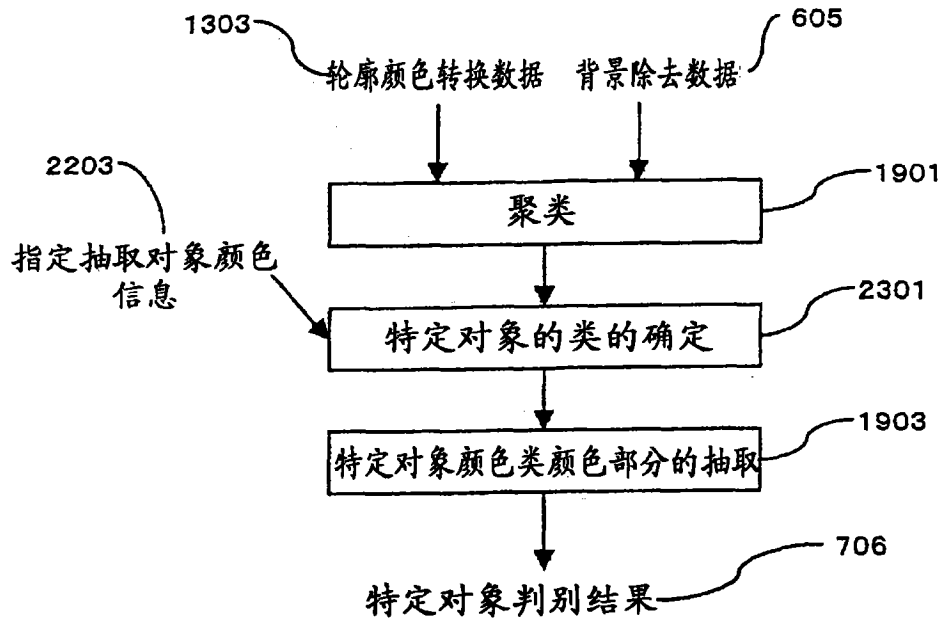 1303
605
轮廓颜色转换数据 背景除去数据
2203
1901
聚类
指定抽取对象颜色
信息
2301
特定对象的类的确定
1903
特定对象颜色类颜色部分的抽取
706
特定对象判别结果